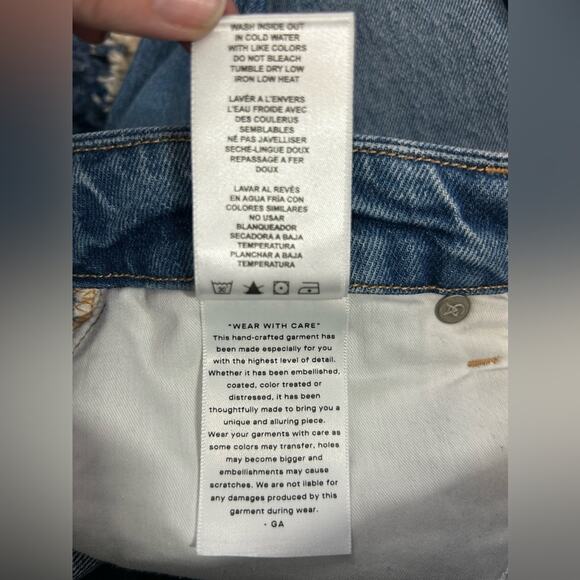 WASH INSIDE OUT
IN COLD WATER
WITH LIKE COLORS
DO NOT BLEACH
TUMBLE DRY LOW
IRON LOW HEAT
LAVÉR A L'ENVERS
L'EAU FROIDE AVEC
DES COULERUS
SEMBLABLES
NÉ PAS JAVELLISER
SECHÉ-LINGUE DOUX
REPASSAGE A FER
DOUX
LAVAR AL REVÉS
EN AGUA FRÍA CON
COLORES SIMILARES
NO USAR
BLANQUEADOR
SECADORA A BAJA
TEMPERATURA
PLANCHAR A BAJA
TEMPERATURA
"WEAR WITH CARE"
This hand-crafted garment has
been made especially for you
with the highest level of detail.
Whether it has been embellished,
coated, color treated or
distressed, it has been
thoughtfully made to bring you a
unique and alluring piece.
Wear your garments with care as
some colors may transfer, holes
may become bigger and
embellishments may cause
scratches. We are not liable for
any damages produced by this
garment during wear.
- GA